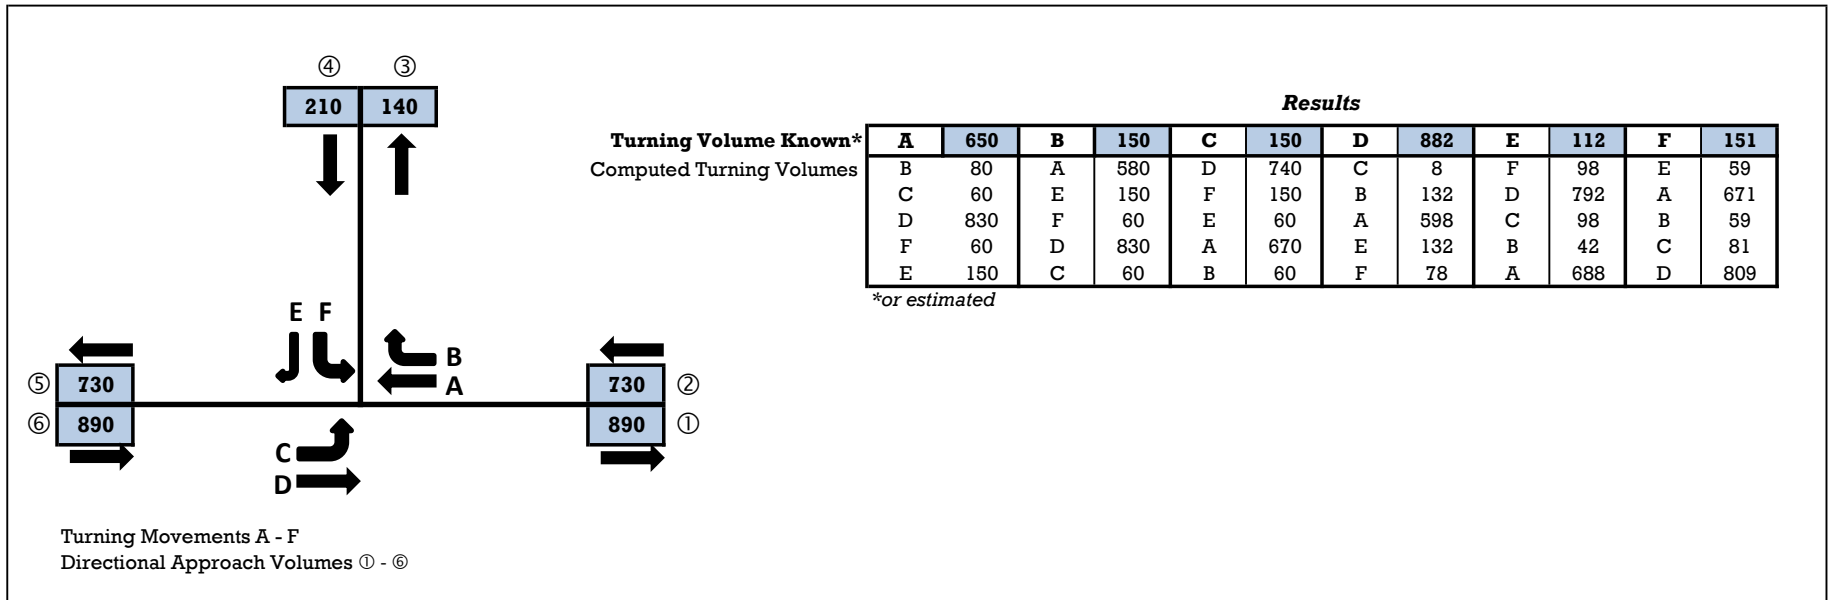 ④ ③
210 140
Results
Turning Volume Known* A 650 B 150 C 150 D 882 E 112 F 151
Computed Turning Volumes B 80 A 580 D 740 C 8 F 98 E 59
C 60 E 150 F 150 B 132 D 792 A 671
D 830 F 60 E 60 A 598 C 98 B 59
F 60 D 830 A 670 E 132 B 42 C 81
E 150 C 60 B 60 F 78 A 688 D 809
*or estimated
E F
B
A
⑤ 730 730 ②
⑥ 890 890 ①
C
D
Turning Movements A - F
Directional Approach Volumes ① - ⑥